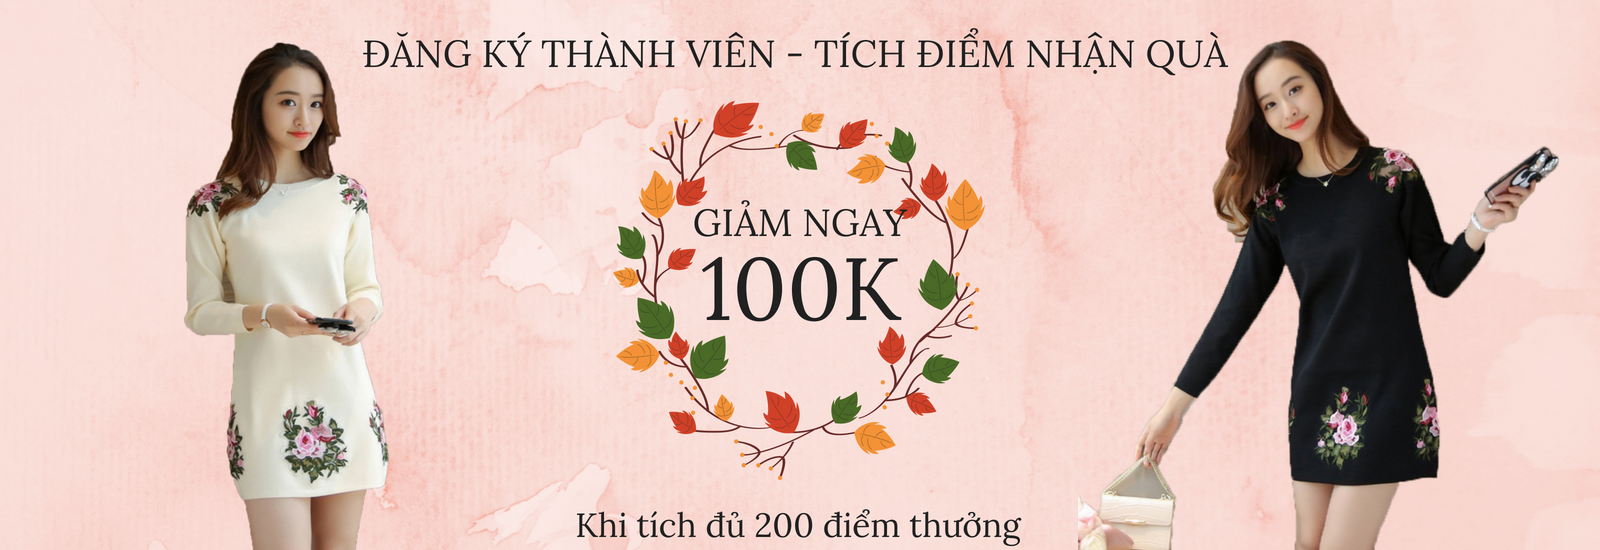 ĐĂNG KÝ THÀNH VIÊN - TÍCH ĐIỂM NHẬN QUÀ
GIẢM NGAY
100K
Khi tích đủ 200 điểm thưởng